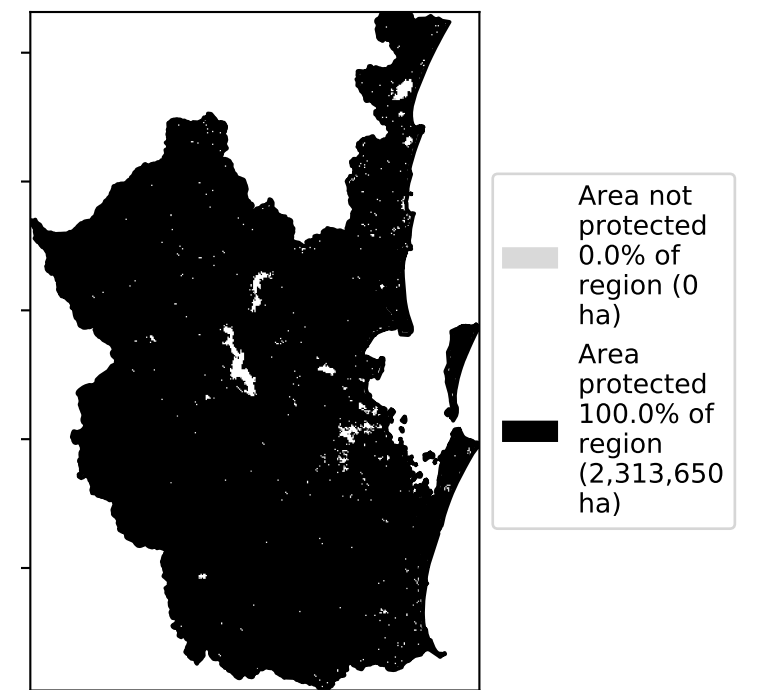 Area not
protected
0.0% of
region (0
ha)
Area
protected
100.0% of
region
(2,313,650
ha)